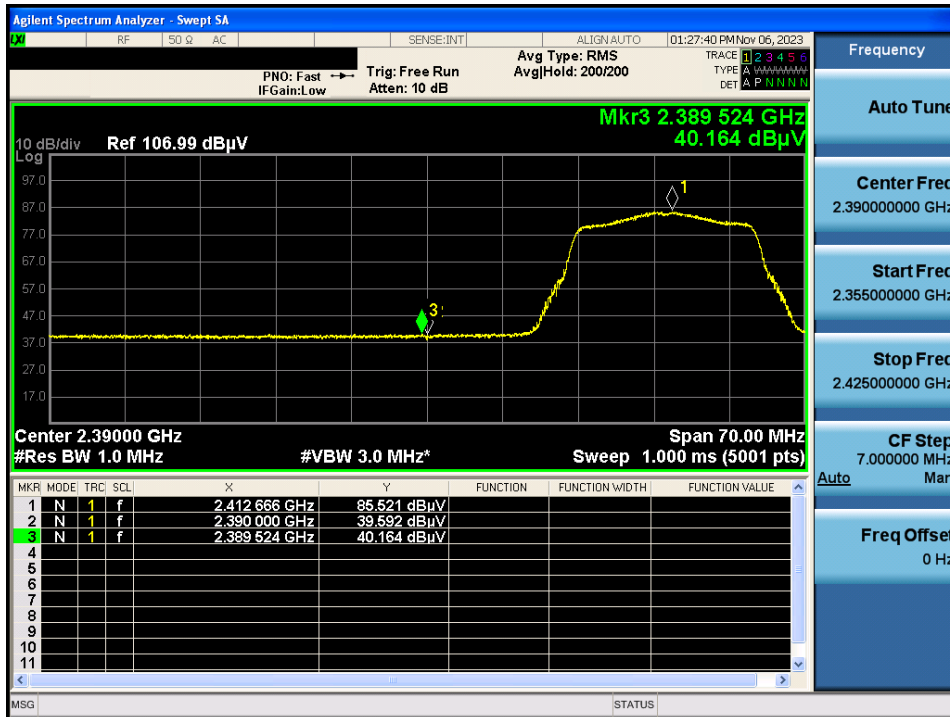 Agilent Spectrum Analyzer - Swept SA
LXI RF 50 Ω AC SENSE:INT ALIGN AUTO 01:27:40 PM Nov 06, 2023
Frequency
PNO: Fast
IFGain:Low
Trig: Free Run
Atten: 10 dB
Avg Type: RMS
Avg|Hold: 200/200
TRACE 1 2 3 4 5 6
TYPE A WWWWW
DET A P N N N N
Auto Tune
Mkr3 2.389 524 GHz
40.164 dBµV
10 dB/div Ref 106.99 dBµV
Log
97.0
87.0
77.0
67.0
57.0
47.0
37.0
27.0
17.0
1
3
Center Freq
2.390000000 GHz
Start Freq
2.355000000 GHz
Stop Freq
2.425000000 GHz
Center 2.39000 GHz Span 70.00 MHz
#Res BW 1.0 MHz #VBW 3.0 MHz* Sweep 1.000 ms (5001 pts)
CF Step
7.000000 MHz
Auto Man
MKR MODE TRC SCL X Y FUNCTION FUNCTION WIDTH FUNCTION VALUE
1 N 1 f 2.412 666 GHz 85.521 dBµV
2 N 1 f 2.390 000 GHz 39.592 dBµV
3 N 1 f 2.389 524 GHz 40.164 dBµV
4
5
6
7
8
9
10
11
Freq Offset
0 Hz
MSG STATUS